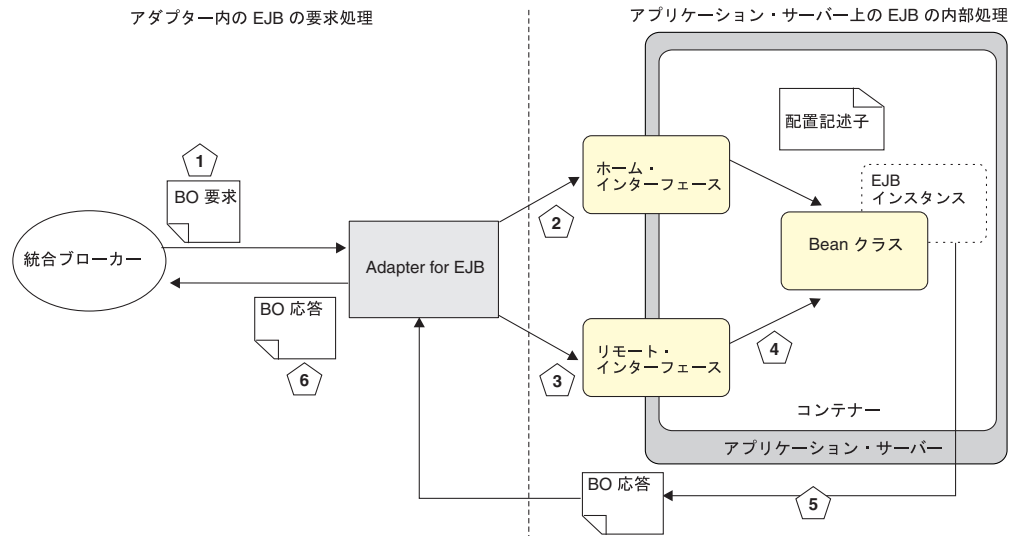 アダプター内の EJB の要求処理
アプリケーション・サーバー上の EJB の内部処理
配置記述子
1
BO 要求
ホーム・
インターフェース
EJB
インスタンス
2
Bean クラス
統合ブローカー
Adapter for EJB
BO 応答
6
3
リモート・
インターフェース
4
コンテナー
アプリケーション・サーバー
BO 応答
5